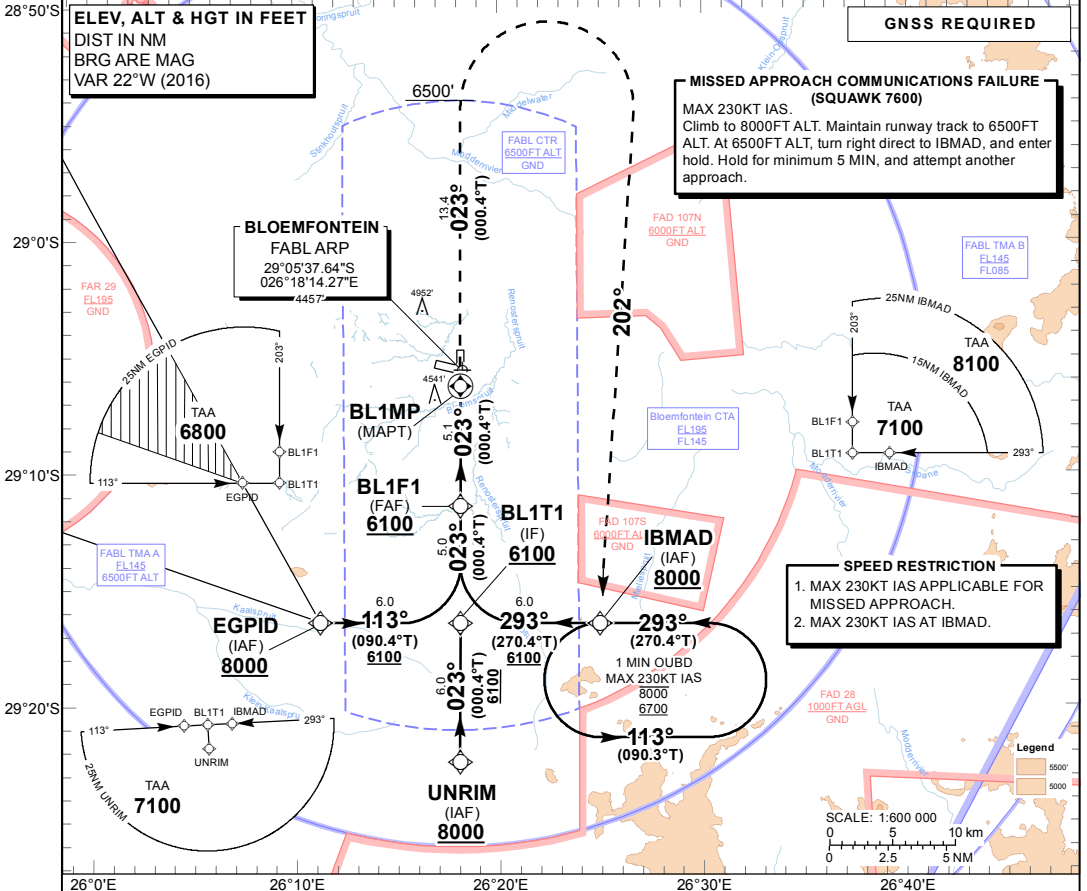 28°50'S
ELEV, ALT & HGT IN FEET
DIST IN NM
BRG ARE MAG
VAR 22°W (2016)
GNSS REQUIRED
Klein-Osspruit
MISSED APPROACH COMMUNICATIONS FAILURE
(SQUAWK 7600)
MAX 230KT IAS.
Climb to 8000FT ALT. Maintain runway track to 6500FT
ALT. At 6500FT ALT, turn right direct to IBMAD, and enter
hold. Hold for minimum 5 MIN, and attempt another
approach.
6500'
Stinkhoutspruit
Middelwater
Modderrivier
FABL CTR
6500FT ALT
GND
13.4
023°
(000.4°T)
29°0'S
BLOEMFONTEIN
FABL ARP
29°05'37.64"S
026°18'14.27"E
4457'
4952'
Renosterspruit
FAD 107N
6000FT ALT
GND
FABL TMA B
FL145
FL085
FAR 29
FL195
GND
202°
25NM EGPID
203°
TAA
6800
BL1F1
113°
EGPID
BL1T1
4541'
BL1MP
(MAPT)
5.1
023°
(000.4°T)
25NM IBMAD
203°
TAA
8100
15NM IBMAD
TAA
7100
BL1F1
BL1T1
IBMAD
293°
Bloemfontein CTA
FL195
FL145
29°10'S
BL1F1
(FAF)
6100
Renosterspruit
BL1T1
(IF)
6100
Modderrivier
FAD 107S
6000FT AL
GND
IBMAD
(IAF)
8000
5.0
023°
(000.4°T)
FABL TMA A
FL145
6500FT ALT
Kaalspruit
SPEED RESTRICTION
1. MAX 230KT IAS APPLICABLE FOR
MISSED APPROACH.
2. MAX 230KT IAS AT IBMAD.
EGPID
(IAF)
8000
6.0
113°
(090.4°T)
6100
6.0
293°
(270.4°T)
6100
293°
(270.4°T)
1 MIN OUBD
MAX 230KT IAS
8000
6700
113°
(090.3°T)
6.0
023°
(000.4°T)
6100
29°20'S
EGPID
BL1T1
IBMAD
113°
293°
UNRIM
25NM UNRIM
TAA
7100
UNRIM
(IAF)
8000
FAD 28
1000FT AGL
GND
Modderrivier
Legend
5500'
5000
SCALE: 1:600 000
0 5 10 km
0 2.5 5 NM
26°0'E
26°10'E
26°20'E
26°30'E
26°40'E